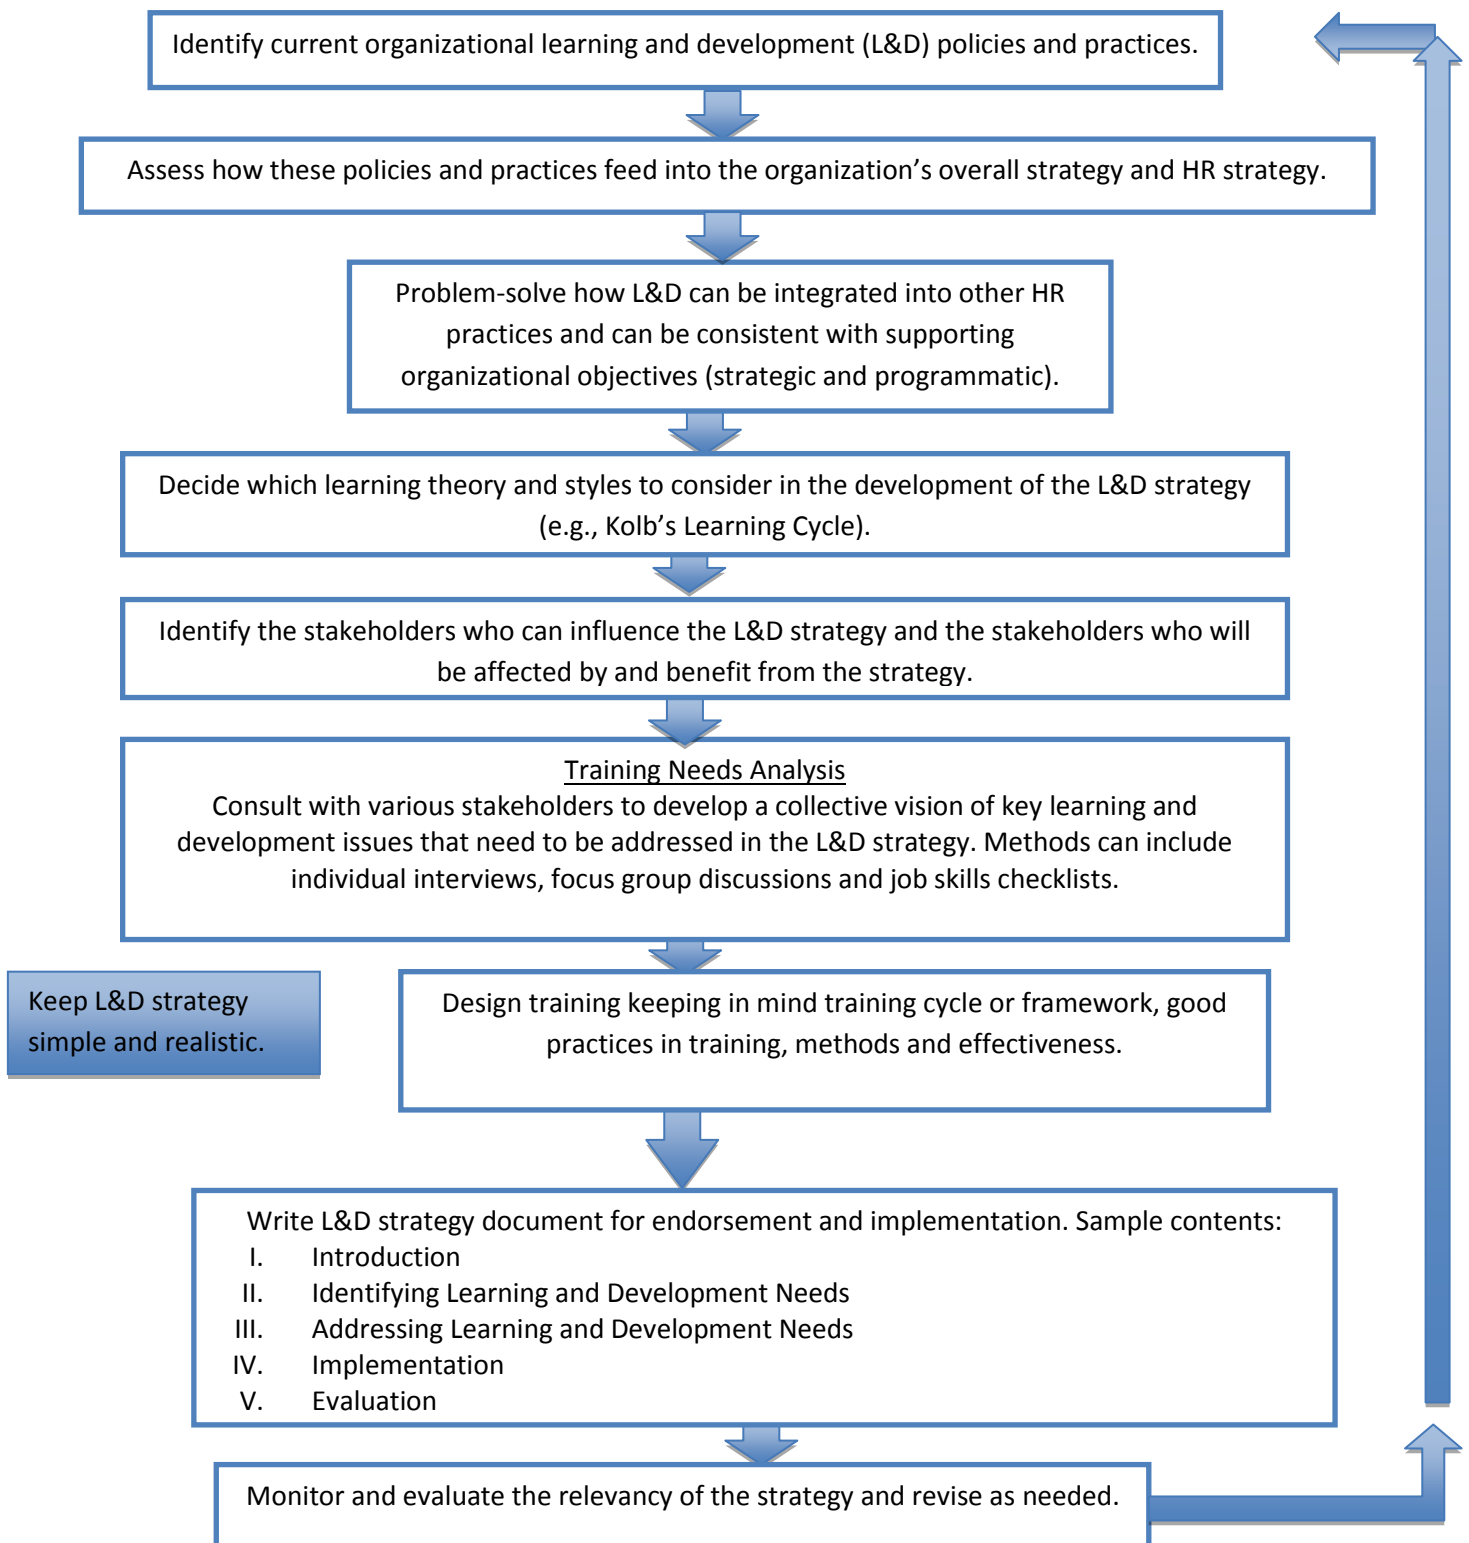 Identify current organizational learning and development (L&D) policies and practices.
Assess how these policies and practices feed into the organization’s overall strategy and HR strategy.
Problem-solve how L&D can be integrated into other HR
practices and can be consistent with supporting
organizational objectives (strategic and programmatic).
Decide which learning theory and styles to consider in the development of the L&D strategy
(e.g., Kolb’s Learning Cycle).
Identify the stakeholders who can influence the L&D strategy and the stakeholders who will
be affected by and benefit from the strategy.
Training Needs Analysis
Consult with various stakeholders to develop a collective vision of key learning and
development issues that need to be addressed in the L&D strategy. Methods can include
individual interviews, focus group discussions and job skills checklists.
Keep L&D strategy
simple and realistic.
Design training keeping in mind training cycle or framework, good
practices in training, methods and effectiveness.
Write L&D strategy document for endorsement and implementation. Sample contents:
I. Introduction
II. Identifying Learning and Development Needs
III. Addressing Learning and Development Needs
IV. Implementation
V. Evaluation
Monitor and evaluate the relevancy of the strategy and revise as needed.